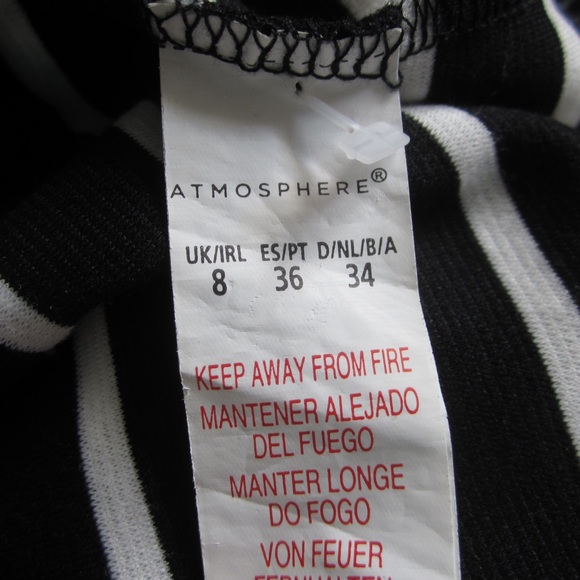 ATMOSPHERE®
UK/IRL ES/PT D/NL/B/A
8 36 34
KEEP AWAY FROM FIRE
MANTENER ALEJADO
DEL FUEGO
MANTER LONGE
DO FOGO
VON FEUER
FERNHALTEN